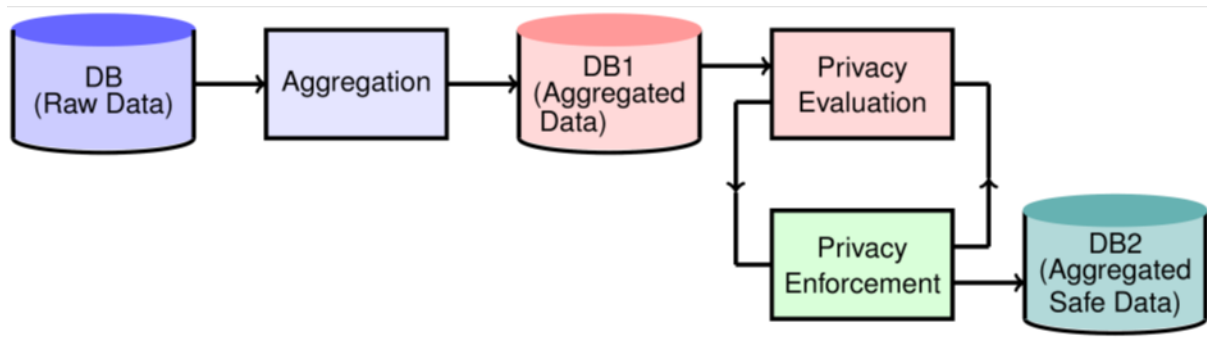 DB
(Raw Data)
Aggregation
DB1
(Aggregated
Data)
Privacy
Evaluation
Privacy
Enforcement
DB2
(Aggregated
Safe Data)